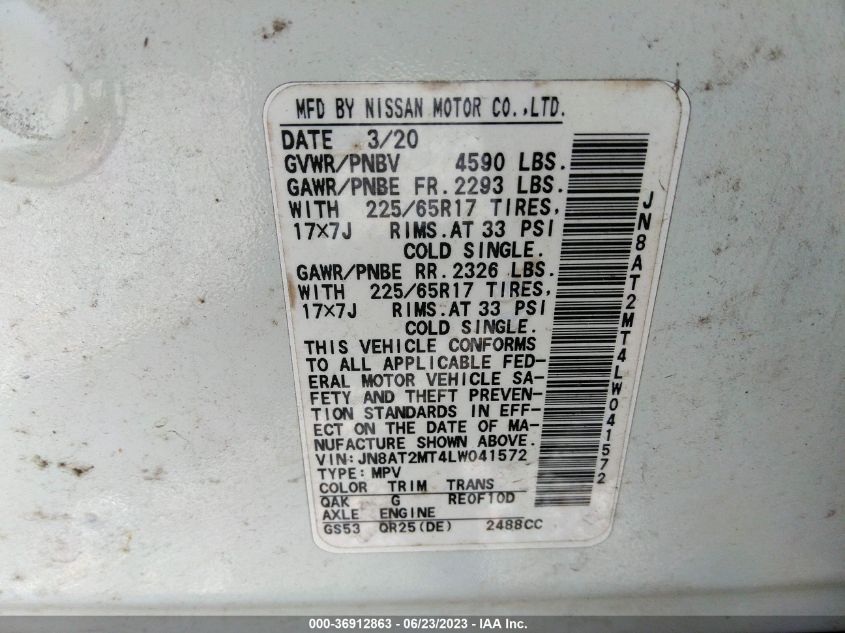 MFD BY NISSAN MOTOR CO.,LTD.
DATE 3/20
GVWR/PNBV 4590 LBS.
GAWR/PNBE FR. 2293 LBS.
WITH 225/65R17 TIRES,
17×7J RIMS. AT 33 PSI
COLD SINGLE.
GAWR/PNBE RR. 2326 LBS.
WITH 225/65R17 TIRES,
17×7J RIMS. AT 33 PSI
COLD SINGLE.
THIS VEHICLE CONFORMS
TO ALL APPLICABLE FED-
ERAL MOTOR VEHICLE SA-
FETY AND THEFT PREVEN-
TION STANDARDS IN EFF-
ECT ON THE DATE OF MA-
NUFACTURE SHOWN ABOVE.
VIN: JN8AT2MT4LW041572
TYPE: MPV
COLOR TRIM TRANS
QAK G RE0F10D
AXLE ENGINE
GS53 QR25(DE) 2488CC
JN8AT2MT4LW041572
000-36912863 - 06/23/2023 - IAA Inc.